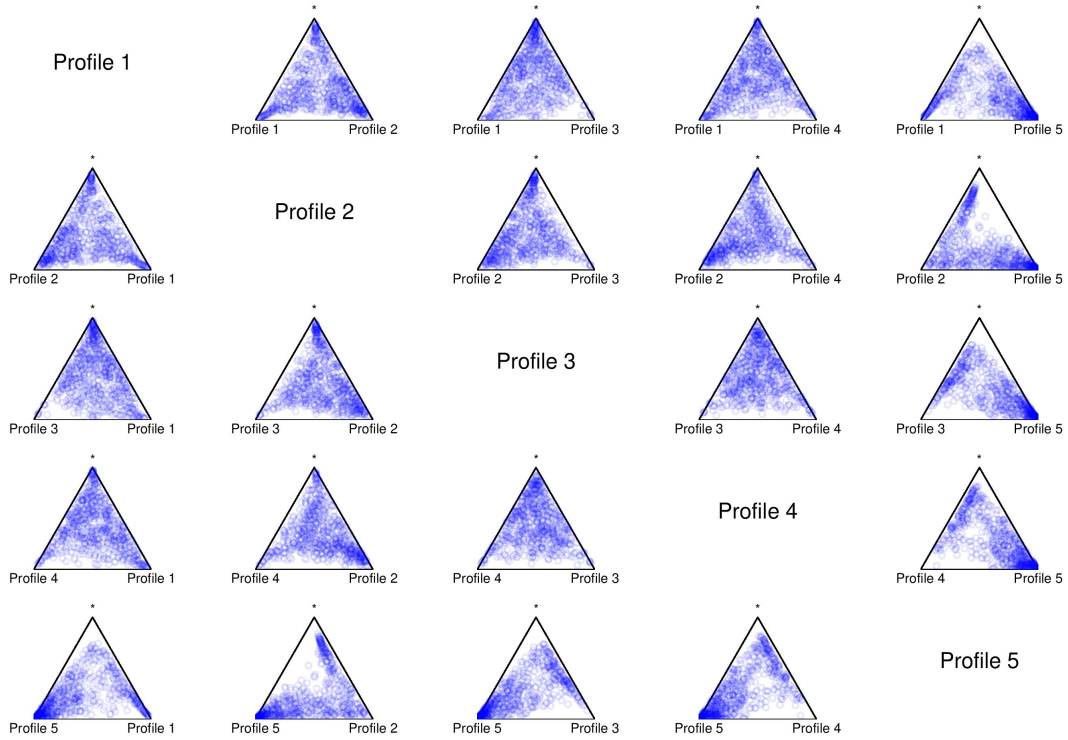 * * * *
Profile 1
Profile 1 Profile 2 Profile 1 Profile 3 Profile 1 Profile 4 Profile 1 Profile 5
* * * *
Profile 2
Profile 2 Profile 1 Profile 2 Profile 3 Profile 2 Profile 4 Profile 2 Profile 5
* * * *
Profile 3
Profile 3 Profile 1 Profile 3 Profile 2 Profile 3 Profile 4 Profile 3 Profile 5
* * * *
Profile 4
Profile 4 Profile 1 Profile 4 Profile 2 Profile 4 Profile 3 Profile 4 Profile 5
* * * *
Profile 5
Profile 5 Profile 1 Profile 5 Profile 2 Profile 5 Profile 3 Profile 5 Profile 4